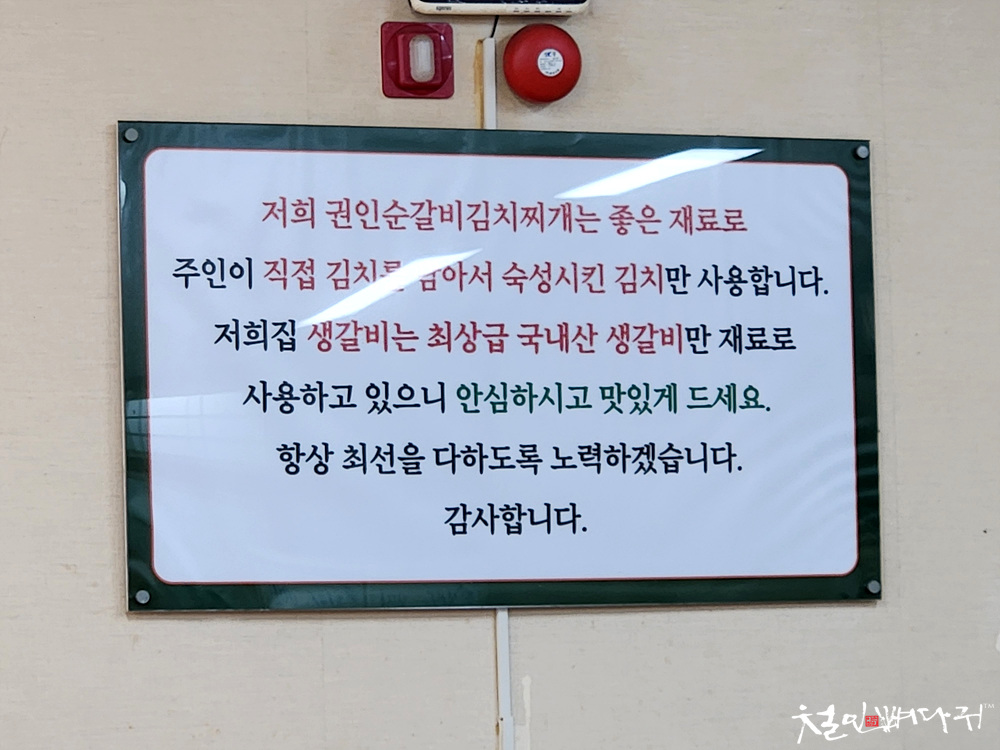 저희 권인순갈비김치찌개는 좋은 재료로
주인이 직접 김치를 담아서 숙성시킨 김치만 사용합니다.
저희집 생갈비는 최상급 국내산 생갈비만 재료로
사용하고 있으니 안심하시고 맛있게 드세요.
항상 최선을 다하도록 노력하겠습니다.
감사합니다.